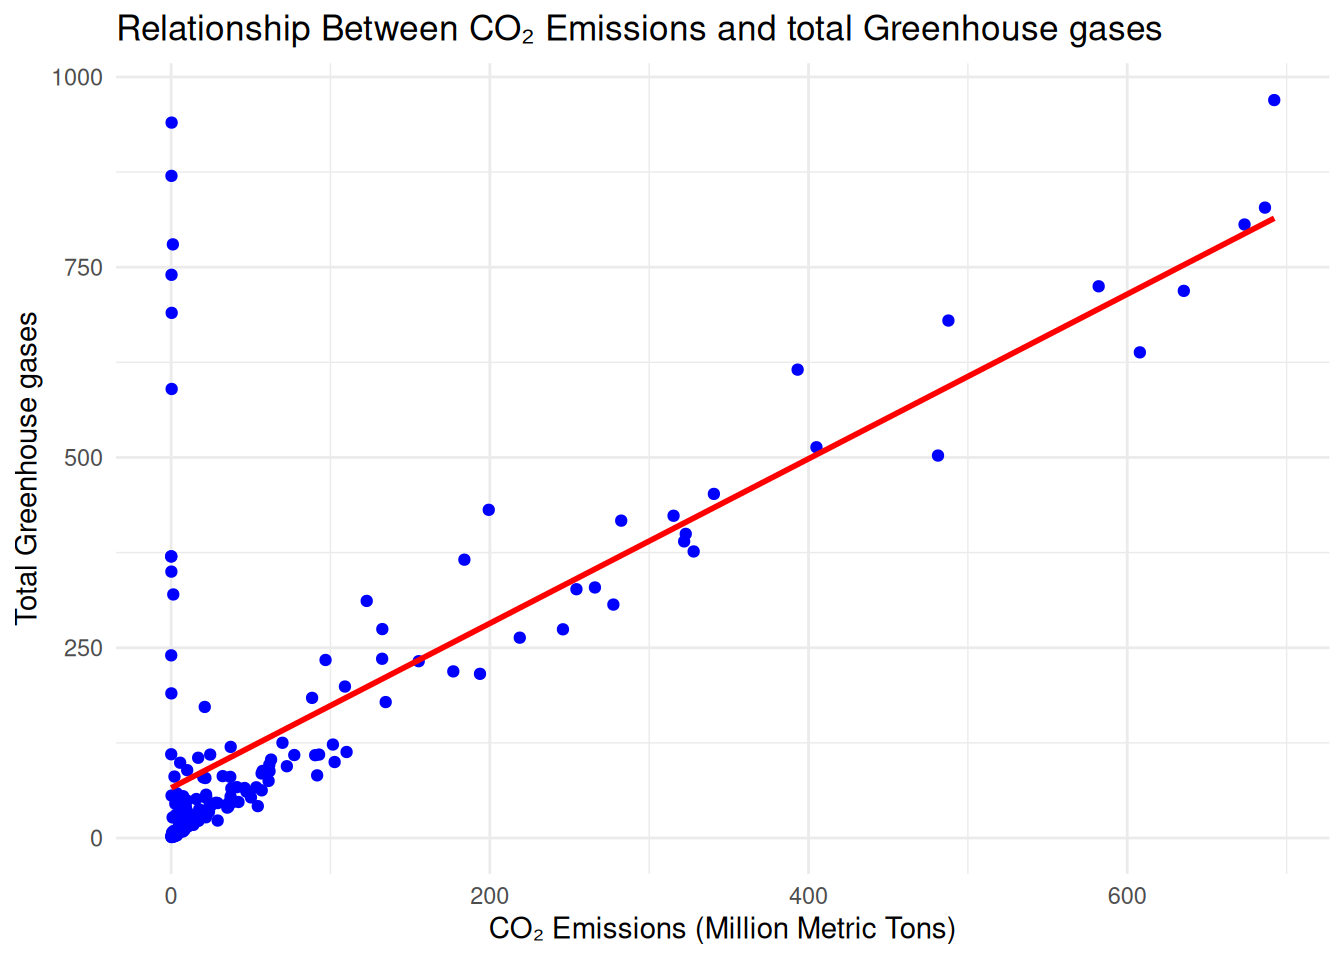 Relationship Between CO₂ Emissions and total Greenhouse gases
1000
750
500
250
0
Total Greenhouse gases
0 200 400 600
CO₂ Emissions (Million Metric Tons)